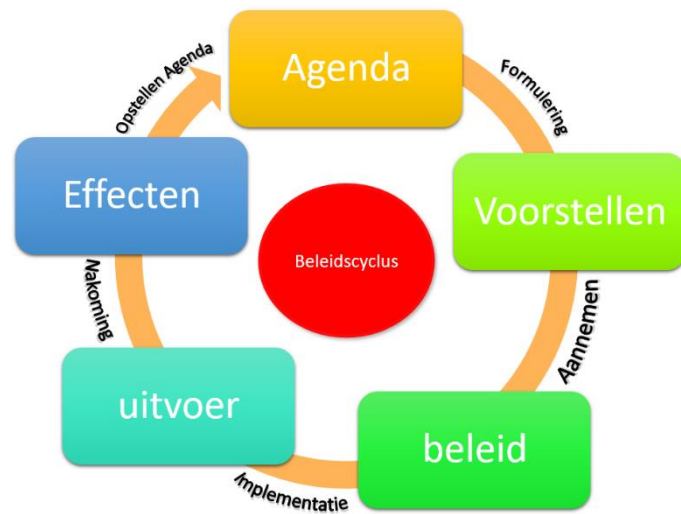 Agenda
Formulering
Voorstellen
Aannemen
beleid
Implementatie
uitvoer
Nakoming
Effecten
Opstellen Agenda
Beleidscyclus